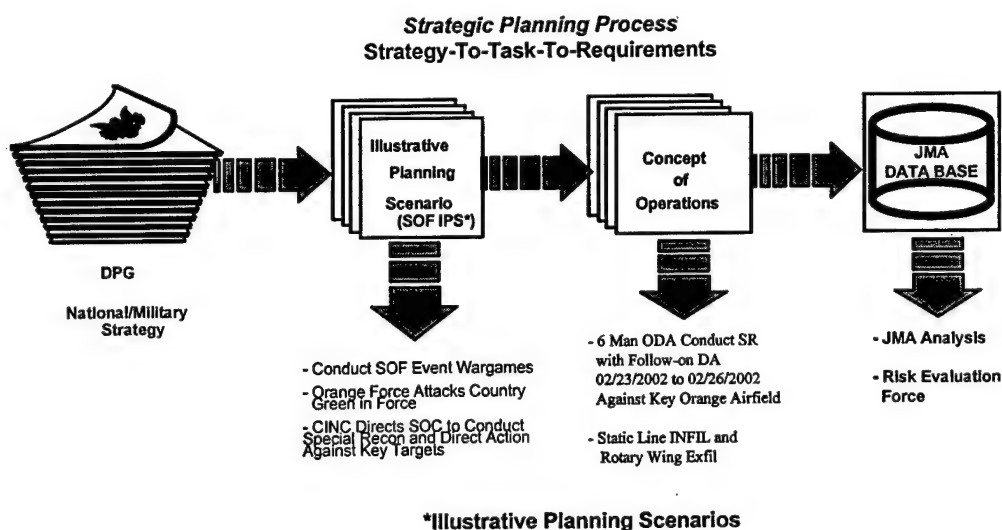 Strategic Planning Process
Strategy-To-Task-To-Requirements
DPG
National/Military
Strategy
Illustrative
Planning
Scenario
(SOF IPS*)
Concept
of
Operations
JMA
DATA BASE
- Conduct SOF Event Wargames
- Orange Force Attacks Country
Green in Force
- CINC Directs SOC to Conduct
Special Recon and Direct Action
Against Key Targets
- 6 Man ODA Conduct SR
with Follow-on DA
02/23/2002 to 02/26/2002
Against Key Orange Airfield
- Static Line INFIL and
Rotary Wing Exfil
- JMA Analysis
- Risk Evaluation
Force
*Illustrative Planning Scenarios